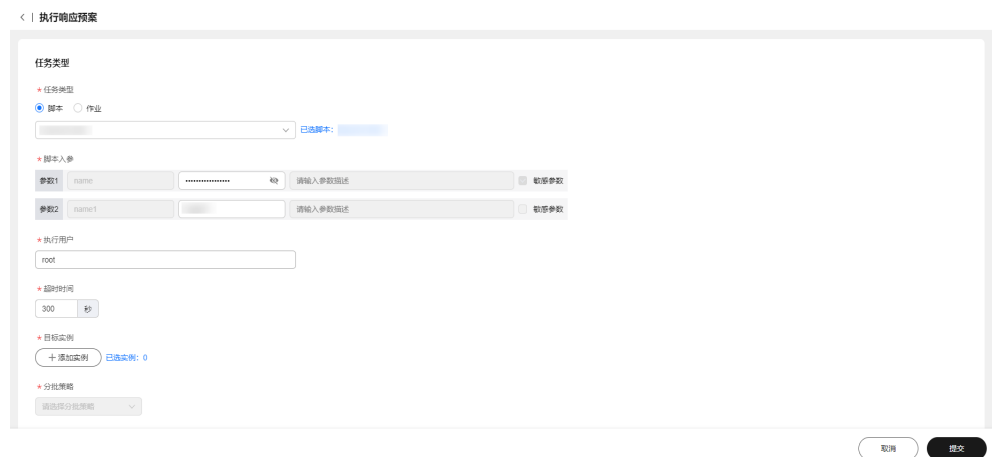 执行响应预案
任务类型
* 任务类型
脚本 作业
已选脚本：
* 脚本入参
参数1 name ················· 请输入参数描述 敏感参数
参数2 name1 请输入参数描述 敏感参数
* 执行用户
root
* 超时时间
300 秒
* 目标实例
+ 添加实例 已选实例：0
* 分批策略
请选择分批策略
取消 提交